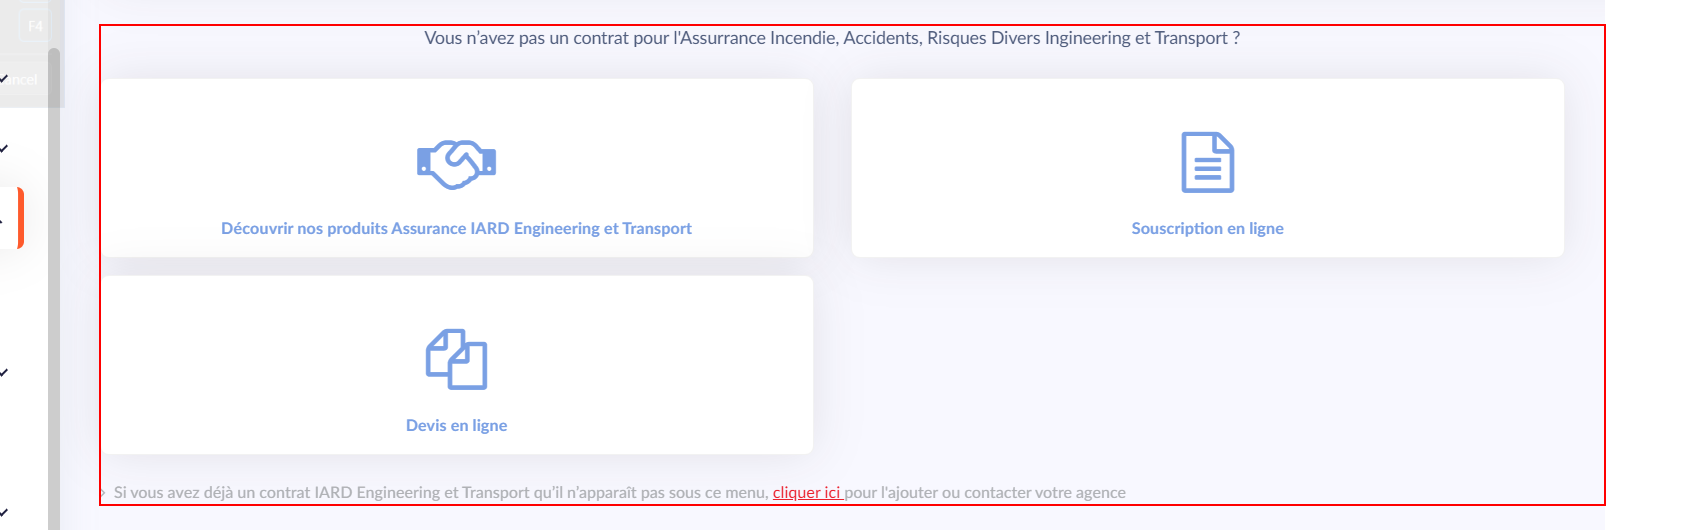 F4
Vous n'avez pas un contrat pour l'Assurrance Incendie, Accidents, Risques Divers Ingineering et Transport ?
ncel
Découvrir nos produits Assurance IARD Engineering et Transport
Souscription en ligne
Devis en ligne
Si vous avez déjà un contrat IARD Engineering et Transport qu'il n'apparaît pas sous ce menu, cliquer ici pour l'ajouter ou contacter votre agence